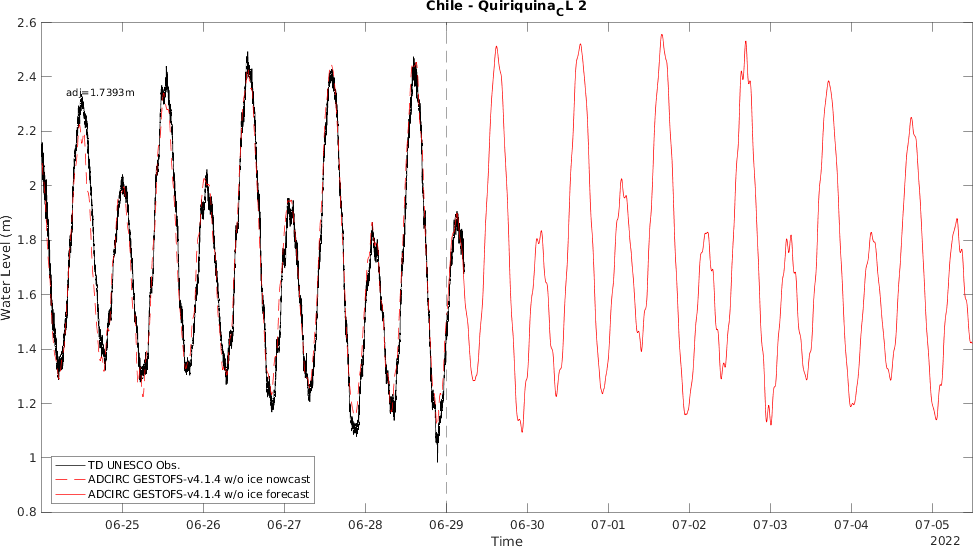 Chile - Quiriquina_CL 2
2.6
2.4
adj=1.7393m
2.2
2
1.8
Water Level (m)
1.6
1.4
1.2
1
0.8
TD UNESCO Obs.
ADCIRC GESTOFS-v4.1.4 w/o ice nowcast
ADCIRC GESTOFS-v4.1.4 w/o ice forecast
06-25 06-26 06-27 06-28 06-29 06-30 07-01 07-02 07-03 07-04 07-05
Time
2022